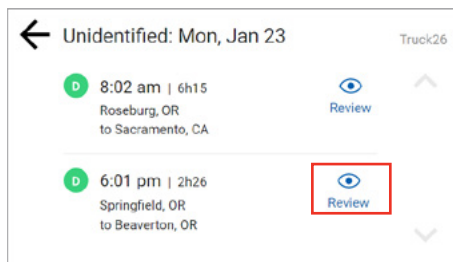 Unidentified: Mon, Jan 23 Truck26
D 8:02 am | 6h15
Roseburg, OR
to Sacramento, CA
Review
D 6:01 pm | 2h26
Springfield, OR
to Beaverton, OR
Review